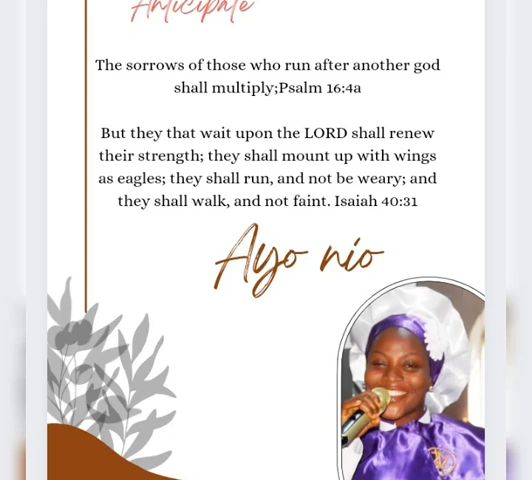 Anticipate
The sorrows of those who run after another god
shall multiply;Psalm 16:4a
But they that wait upon the LORD shall renew
their strength; they shall mount up with wings
as eagles; they shall run, and not be weary; and
they shall walk, and not faint. Isaiah 40:31
Ayo nio